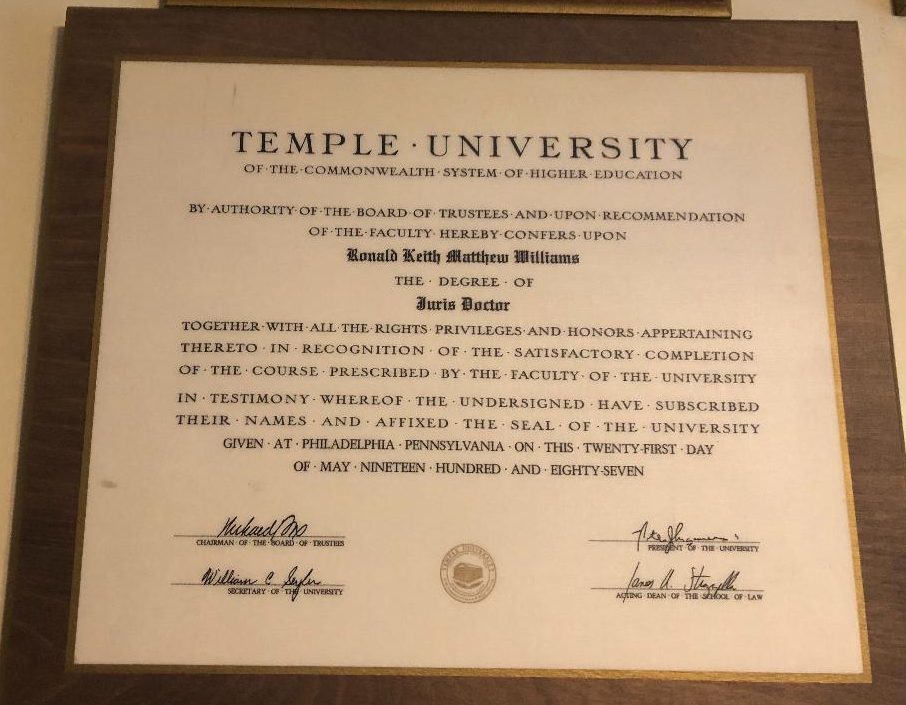 TEMPLE·UNIVERSITY
OF·THE·COMMONWEALTH·SYSTEM·OF·HIGHER·EDUCATION
BY·AUTHORITY·OF·THE·BOARD·OF·TRUSTEES·AND·UPON·RECOMMENDATION
OF·THE·FACULTY·HEREBY·CONFERS·UPON
Ronald Keith Matthew Williams
THE·DEGREE·OF
Juris Doctor
TOGETHER·WITH·ALL·THE·RIGHTS·PRIVILEGES·AND·HONORS·APPERTAINING
THERETO·IN·RECOGNITION·OF·THE·SATISFACTORY·COMPLETION
OF·THE·COURSE·PRESCRIBED·BY·THE·FACULTY·OF·THE·UNIVERSITY
IN·TESTIMONY·WHEREOF·THE·UNDERSIGNED·HAVE·SUBSCRIBED
THEIR·NAMES·AND·AFFIXED·THE·SEAL·OF·THE·UNIVERSITY
GIVEN·AT·PHILADELPHIA·PENNSYLVANIA·ON·THIS·TWENTY-FIRST·DAY
OF·MAY·NINETEEN·HUNDRED·AND·EIGHTY-SEVEN
CHAIRMAN·OF·THE·BOARD·OF·TRUSTEES
PRESIDENT·OF·THE·UNIVERSITY
William C
SECRETARY·OF·THE·UNIVERSITY
ACTING·DEAN·OF·THE·SCHOOL·OF·LAW